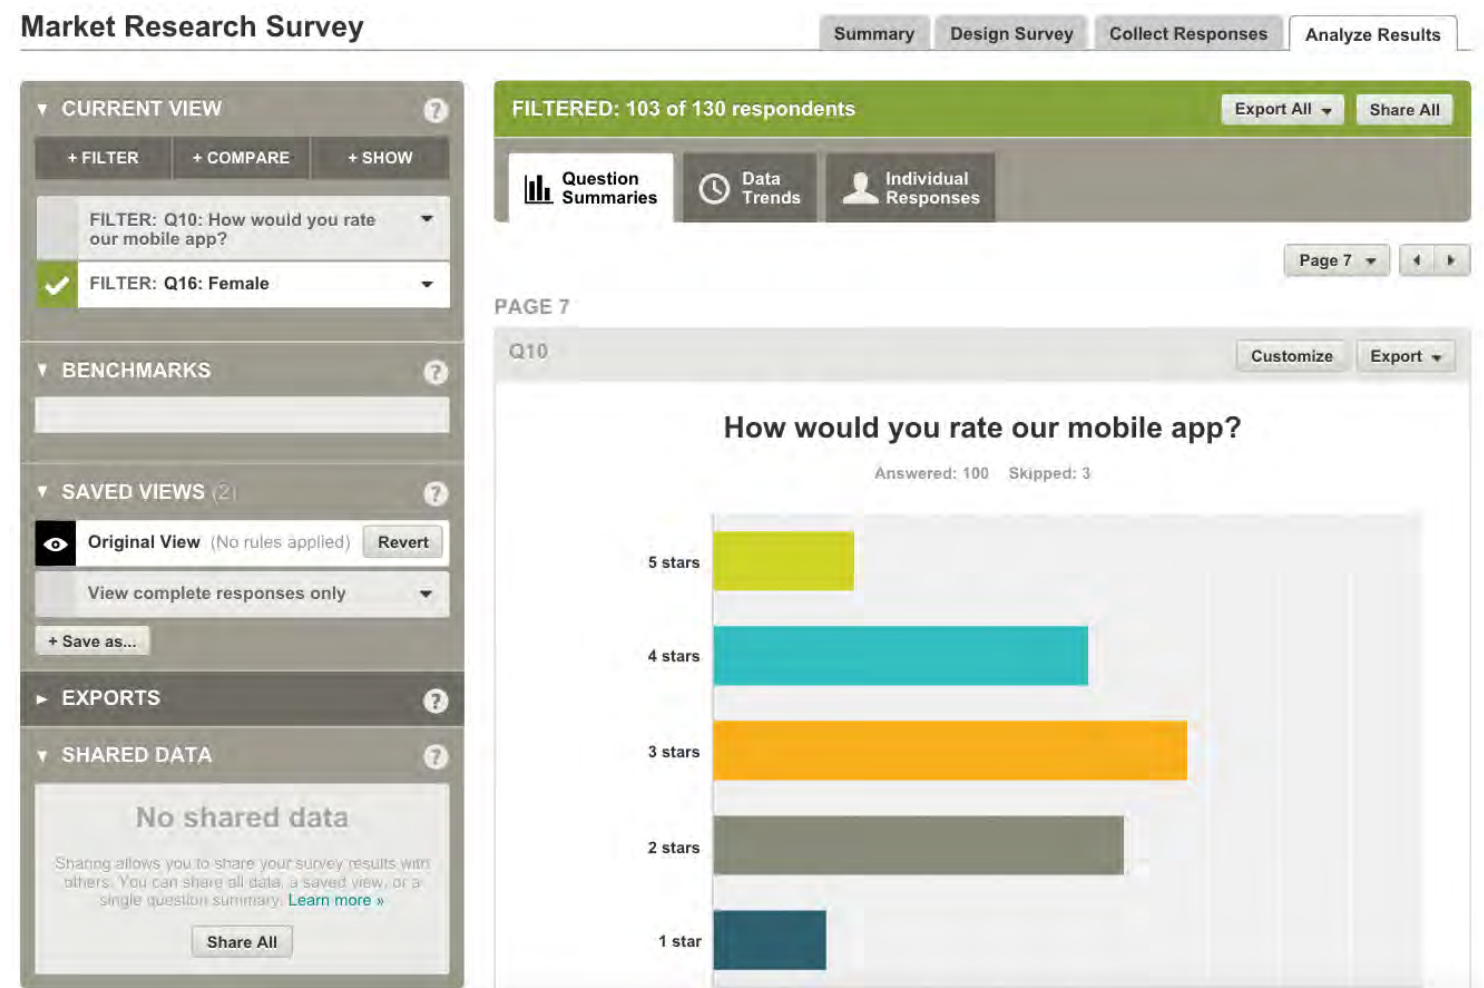 Market Research Survey
Summary
Design Survey
Collect Responses
Analyze Results
CURRENT VIEW
?
+ FILTER
+ COMPARE
+ SHOW
FILTER: Q10: How would you rate
our mobile app?
FILTER: Q16: Female
BENCHMARKS
?
SAVED VIEWS (2)
?
Original View (No rules applied)
Revert
View complete responses only
+ Save as...
EXPORTS
?
SHARED DATA
?
No shared data
Sharing allows you to share your survey results with
others. You can share all data, a saved view, or a
single question summary. Learn more »
Share All
FILTERED: 103 of 130 respondents
Export All
Share All
Question
Summaries
Data
Trends
Individual
Responses
Page 7
PAGE 7
Q10
Customize
Export
How would you rate our mobile app?
Answered: 100 Skipped: 3
5 stars
4 stars
3 stars
2 stars
1 star